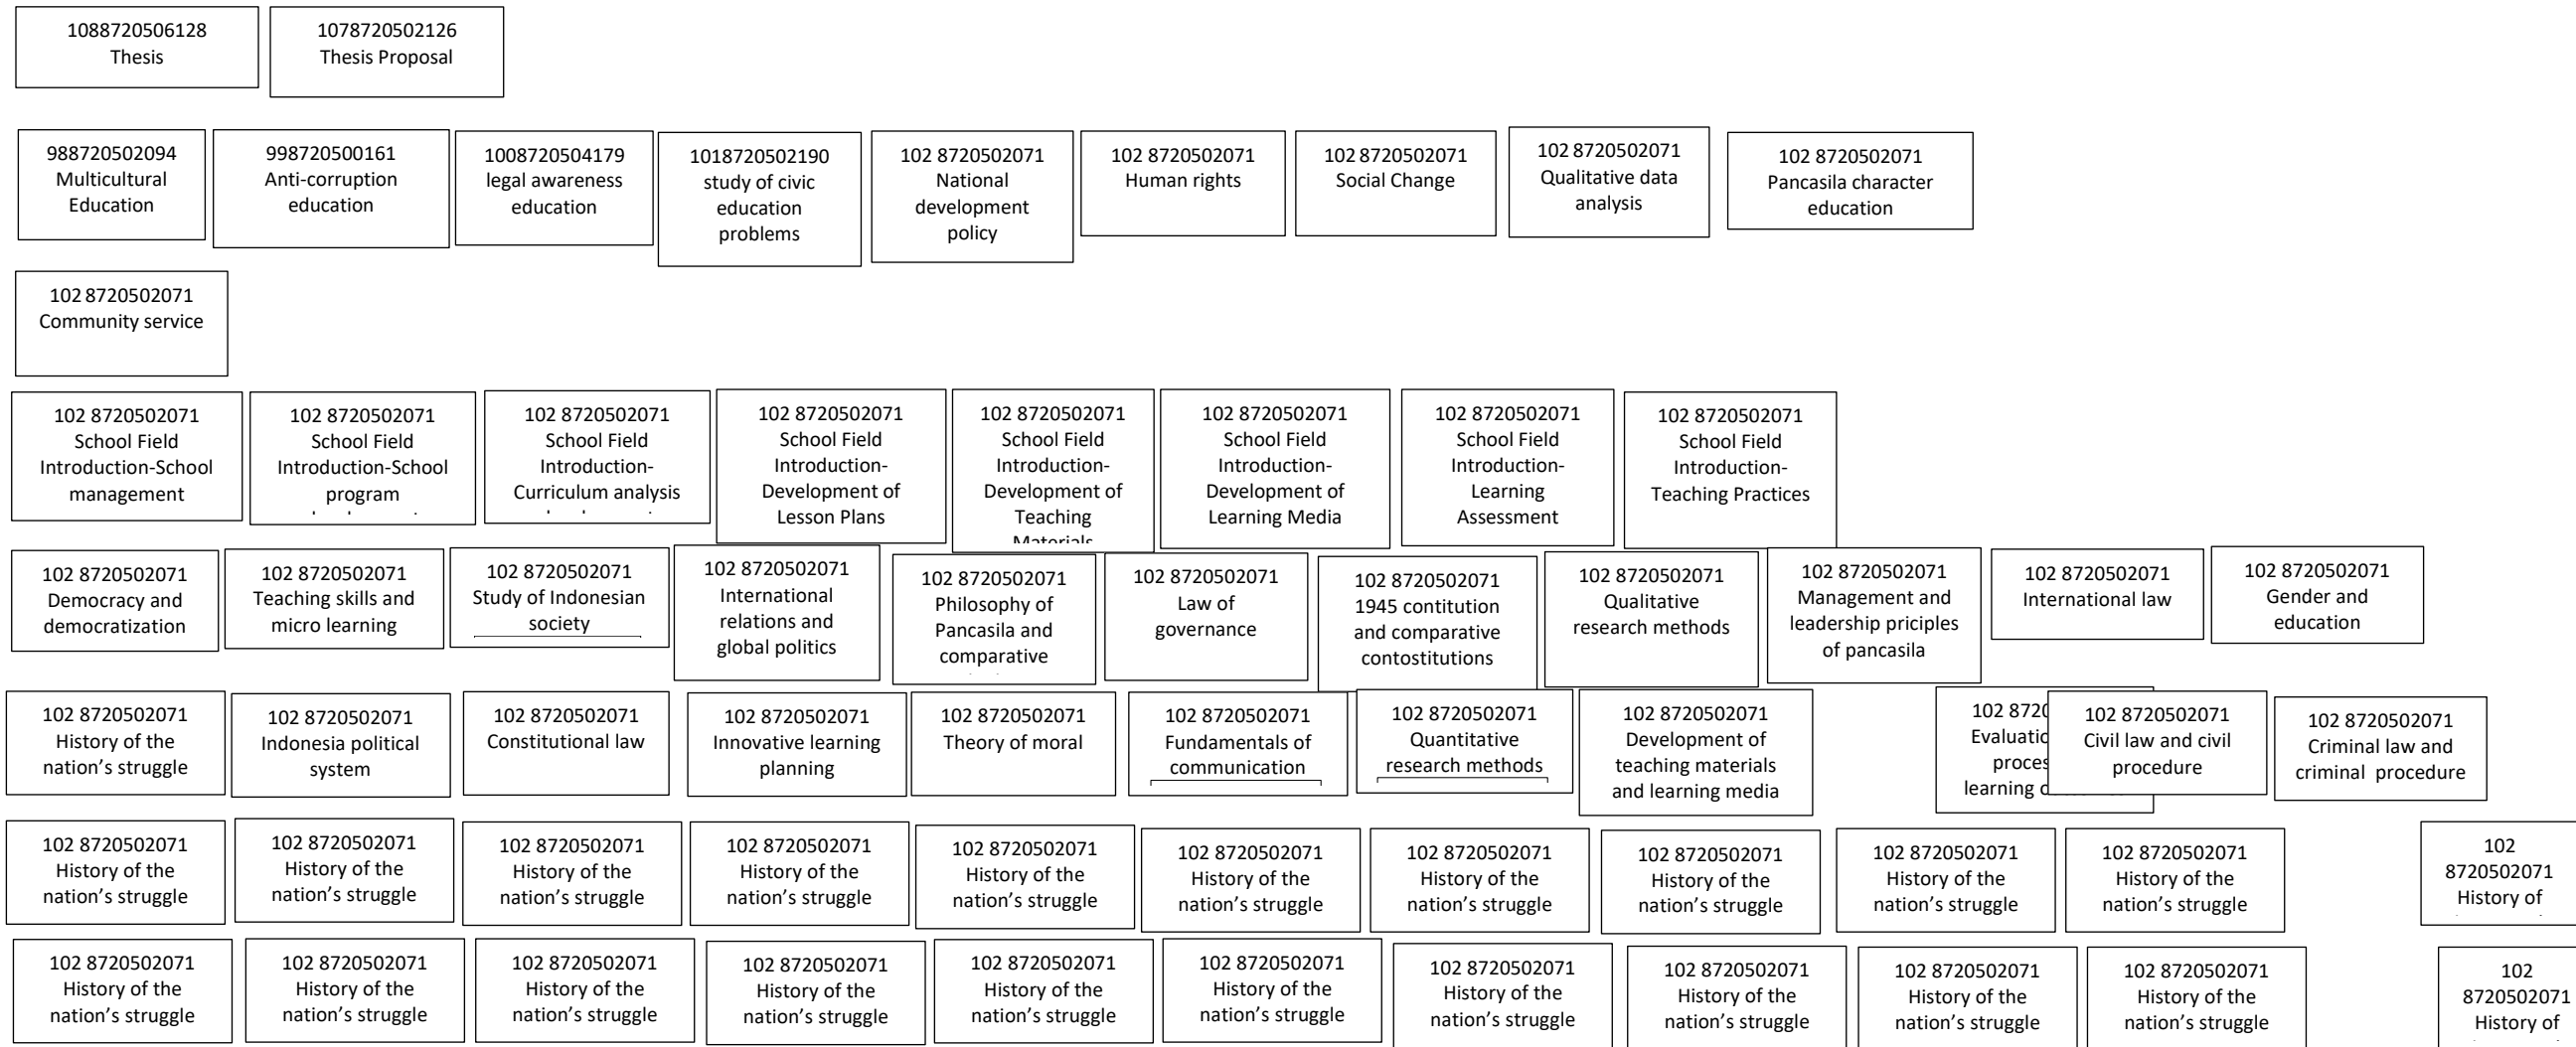 1088720506128
Thesis
1078720502126
Thesis Proposal
988720502094
Multicultural
Education
998720500161
Anti-corruption
education
1008720504179
legal awareness
education
1018720502190
study of civic
education
problems
102 8720502071
National
development
policy
102 8720502071
Human rights
102 8720502071
Social Change
102 8720502071
Qualitative data
analysis
102 8720502071
Pancasila character
education
102 8720502071
Community service
102 8720502071
School Field
Introduction-School
management
102 8720502071
School Field
Introduction-School
program
102 8720502071
School Field
Introduction-
Curriculum analysis
102 8720502071
School Field
Introduction-
Development of
Lesson Plans
102 8720502071
School Field
Introduction-
Development of
Teaching
Materials
102 8720502071
School Field
Introduction-
Development of
Learning Media
102 8720502071
School Field
Introduction-
Learning
Assessment
102 8720502071
School Field
Introduction-
Teaching Practices
102 8720502071
Democracy and
democratization
102 8720502071
Teaching skills and
micro learning
102 8720502071
Study of Indonesian
society
102 8720502071
International
relations and
global politics
102 8720502071
Philosophy of
Pancasila and
comparative
102 8720502071
Law of
governance
102 8720502071
1945 contitution
and comparative
contostitutions
102 8720502071
Qualitative
research methods
102 8720502071
Management and
leadership priciples
of pancasila
102 8720502071
International law
102 8720502071
Gender and
education
102 8720502071
History of the
nation’s struggle
102 8720502071
Indonesia political
system
102 8720502071
Constitutional law
102 8720502071
Innovative learning
planning
102 8720502071
Theory of moral
102 8720502071
Fundamentals of
communication
102 8720502071
Quantitative
research methods
102 8720502071
Development of
teaching materials
and learning media
102
learning
102 8720502071
Civil law and civil
procedure
102 8720502071
Criminal law and
criminal procedure
102 8720502071
History of the
nation’s struggle
102 8720502071
History of the
nation’s struggle
102 8720502071
History of the
nation’s struggle
102 8720502071
History of the
nation’s struggle
102 8720502071
History of the
nation’s struggle
102 8720502071
History of the
nation’s struggle
102 8720502071
History of the
nation’s struggle
102 8720502071
History of the
nation’s struggle
102 8720502071
History of the
nation’s struggle
102 8720502071
History of the
nation’s struggle
102
8720502071
History of
102 8720502071
History of the
nation’s struggle
102 8720502071
History of the
nation’s struggle
102 8720502071
History of the
nation’s struggle
102 8720502071
History of the
nation’s struggle
102 8720502071
History of the
nation’s struggle
102 8720502071
History of the
nation’s struggle
102 8720502071
History of the
nation’s struggle
102 8720502071
History of the
nation’s struggle
102 8720502071
History of the
nation’s struggle
102 8720502071
History of the
nation’s struggle
102
8720502071
History of